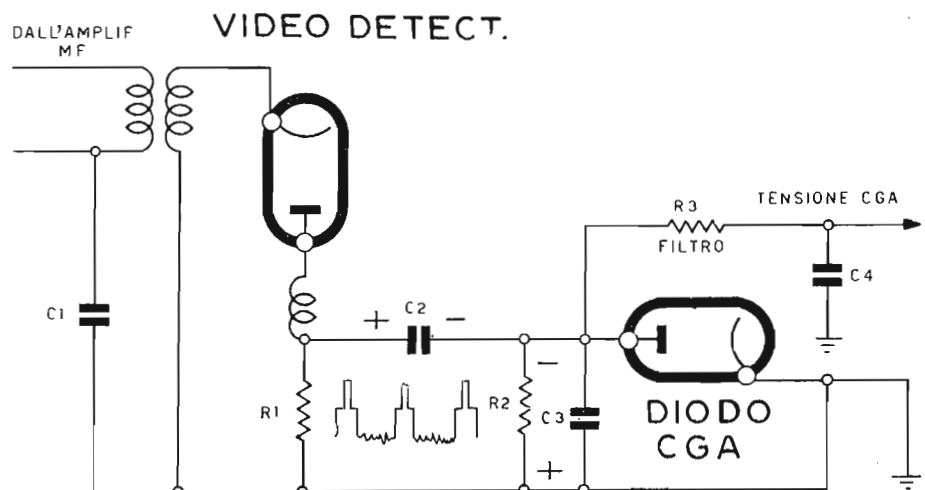 VIDEO DETECT.
DALL'AMPLIF
MF
TENSIONE CGA
R3
FILTRO
C4
C1
+ C2 −
−
R1
R2
C3
+
DIODO
CGA